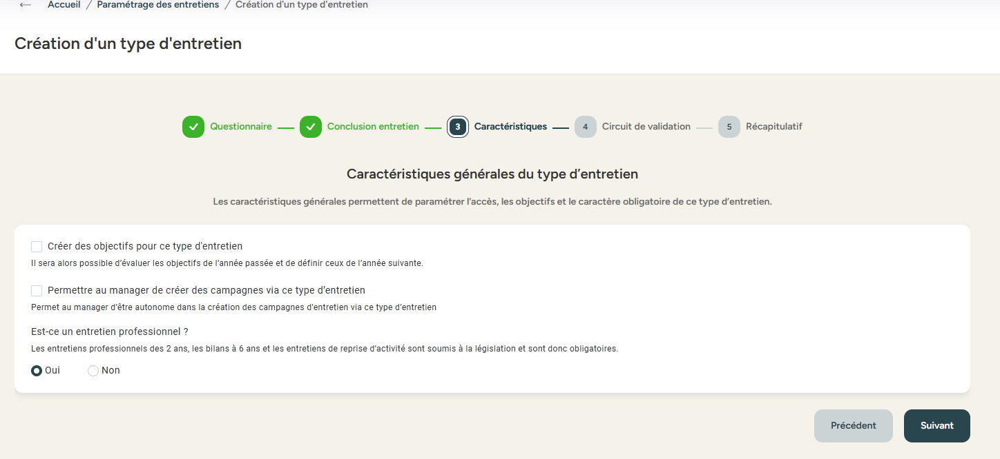 ← Accueil / Paramétrage des entretiens / Création d'un type d'entretien
Création d'un type d'entretien
Questionnaire Conclusion entretien 3 Caractéristiques 4 Circuit de validation 5 Récapitulatif
Caractéristiques générales du type d’entretien
Les caractéristiques générales permettent de paramétrer l’accès, les objectifs et le caractère obligatoire de ce type d’entretien.
Créer des objectifs pour ce type d'entretien
Il sera alors possible d’évaluer les objectifs de l’année passée et de définir ceux de l’année suivante.
Permettre au manager de créer des campagnes via ce type d’entretien
Permet au manager d’être autonome dans la création des campagnes d’entretien via ce type d’entretien
Est-ce un entretien professionnel ?
Les entretiens professionnels des 2 ans, les bilans à 6 ans et les entretiens de reprise d’activité sont soumis à la législation et sont donc obligatoires.
Oui Non
Précédent Suivant